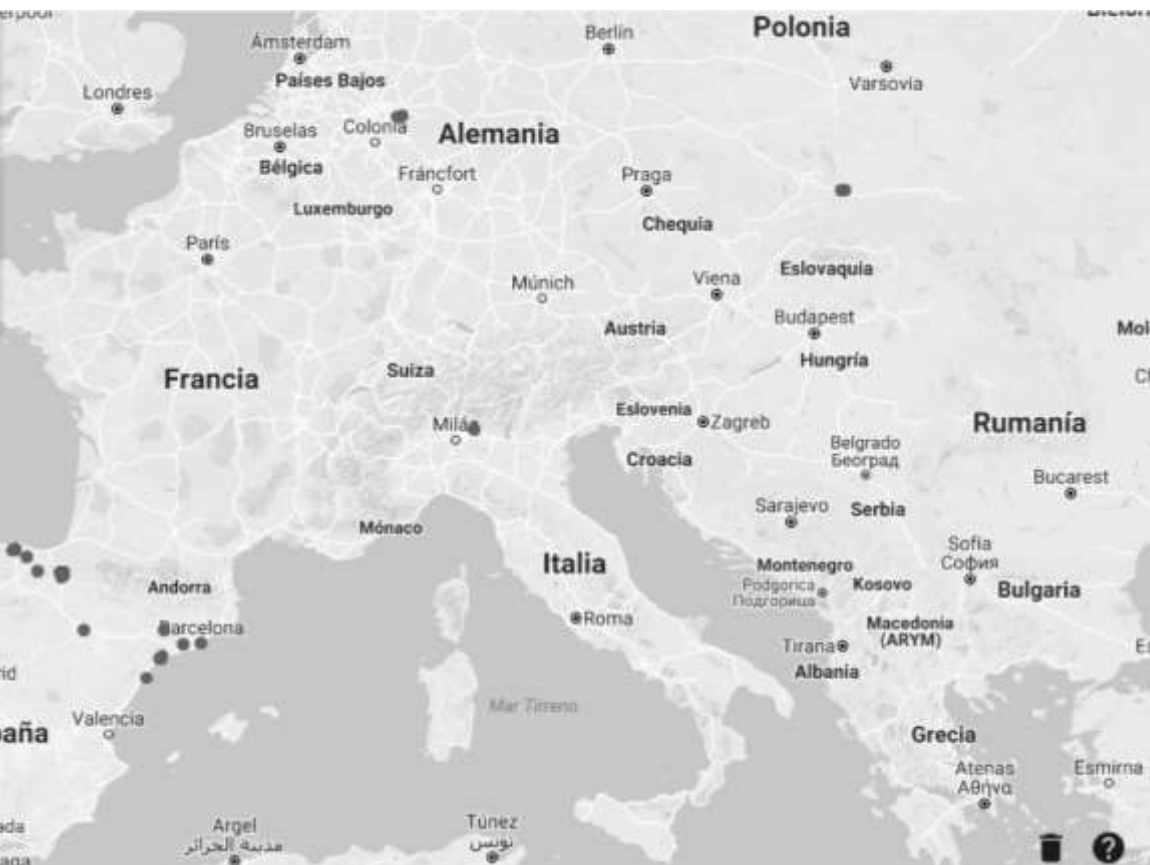 Ámsterdam
Berlín
Polonia
Países Bajos
Varsovia
Londres
Bruselas
Colonia
Alemania
Bélgica
Fráncfort
Praga
Luxemburgo
Chequia
París
Múnich
Viena
Eslovaquia
Budapest
Austria
Hungría
Suiza
Francia
Eslovenia
Zagreb
Rumanía
Croacia
Belgrado
Београд
Bucarest
Mónaco
Sarajevo
Serbia
Italia
Sofía
София
Andorra
Montenegro
Podgorica
Подгорица
Kosovo
Bulgaria
Roma
Barcelona
Macedonia
(ARYM)
Tirana
Albania
Mar Tirreno
Valencia
aña
Grecia
Atenas
Αθήνα
Esmirna
Argel
مدينة الجزائر
Túnez
تونس
?